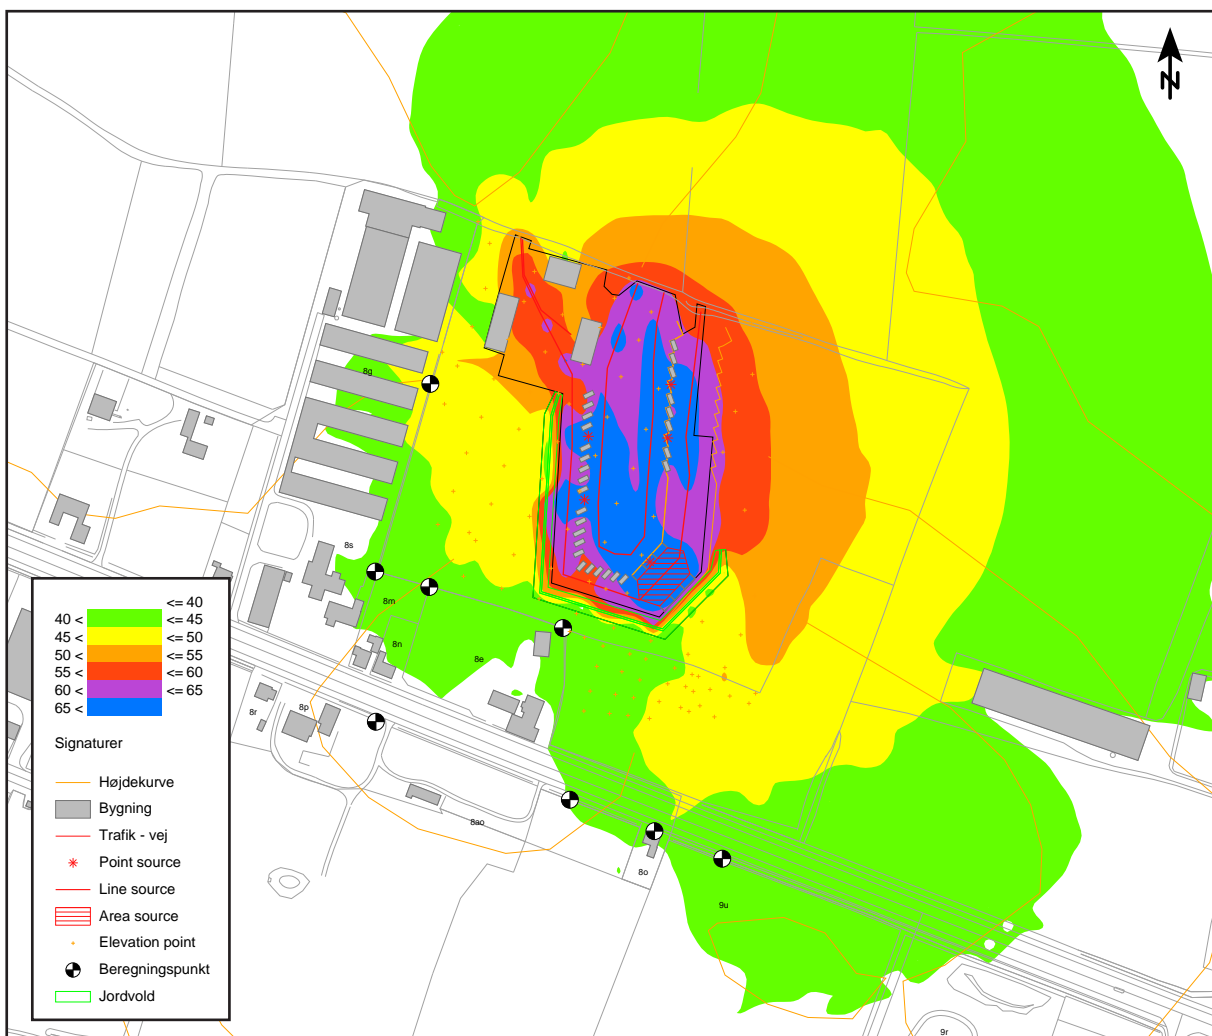 N
8g
8s
8m
8n
8e
8r
8p
8ao
8o
9u
9r
<= 40
40 < <= 45
45 < <= 50
50 < <= 55
55 < <= 60
60 < <= 65
65 <
Signaturer
Højdekurve
Bygning
Trafik - vej
Point source
Line source
Area source
Elevation point
Beregningspunkt
Jordvold